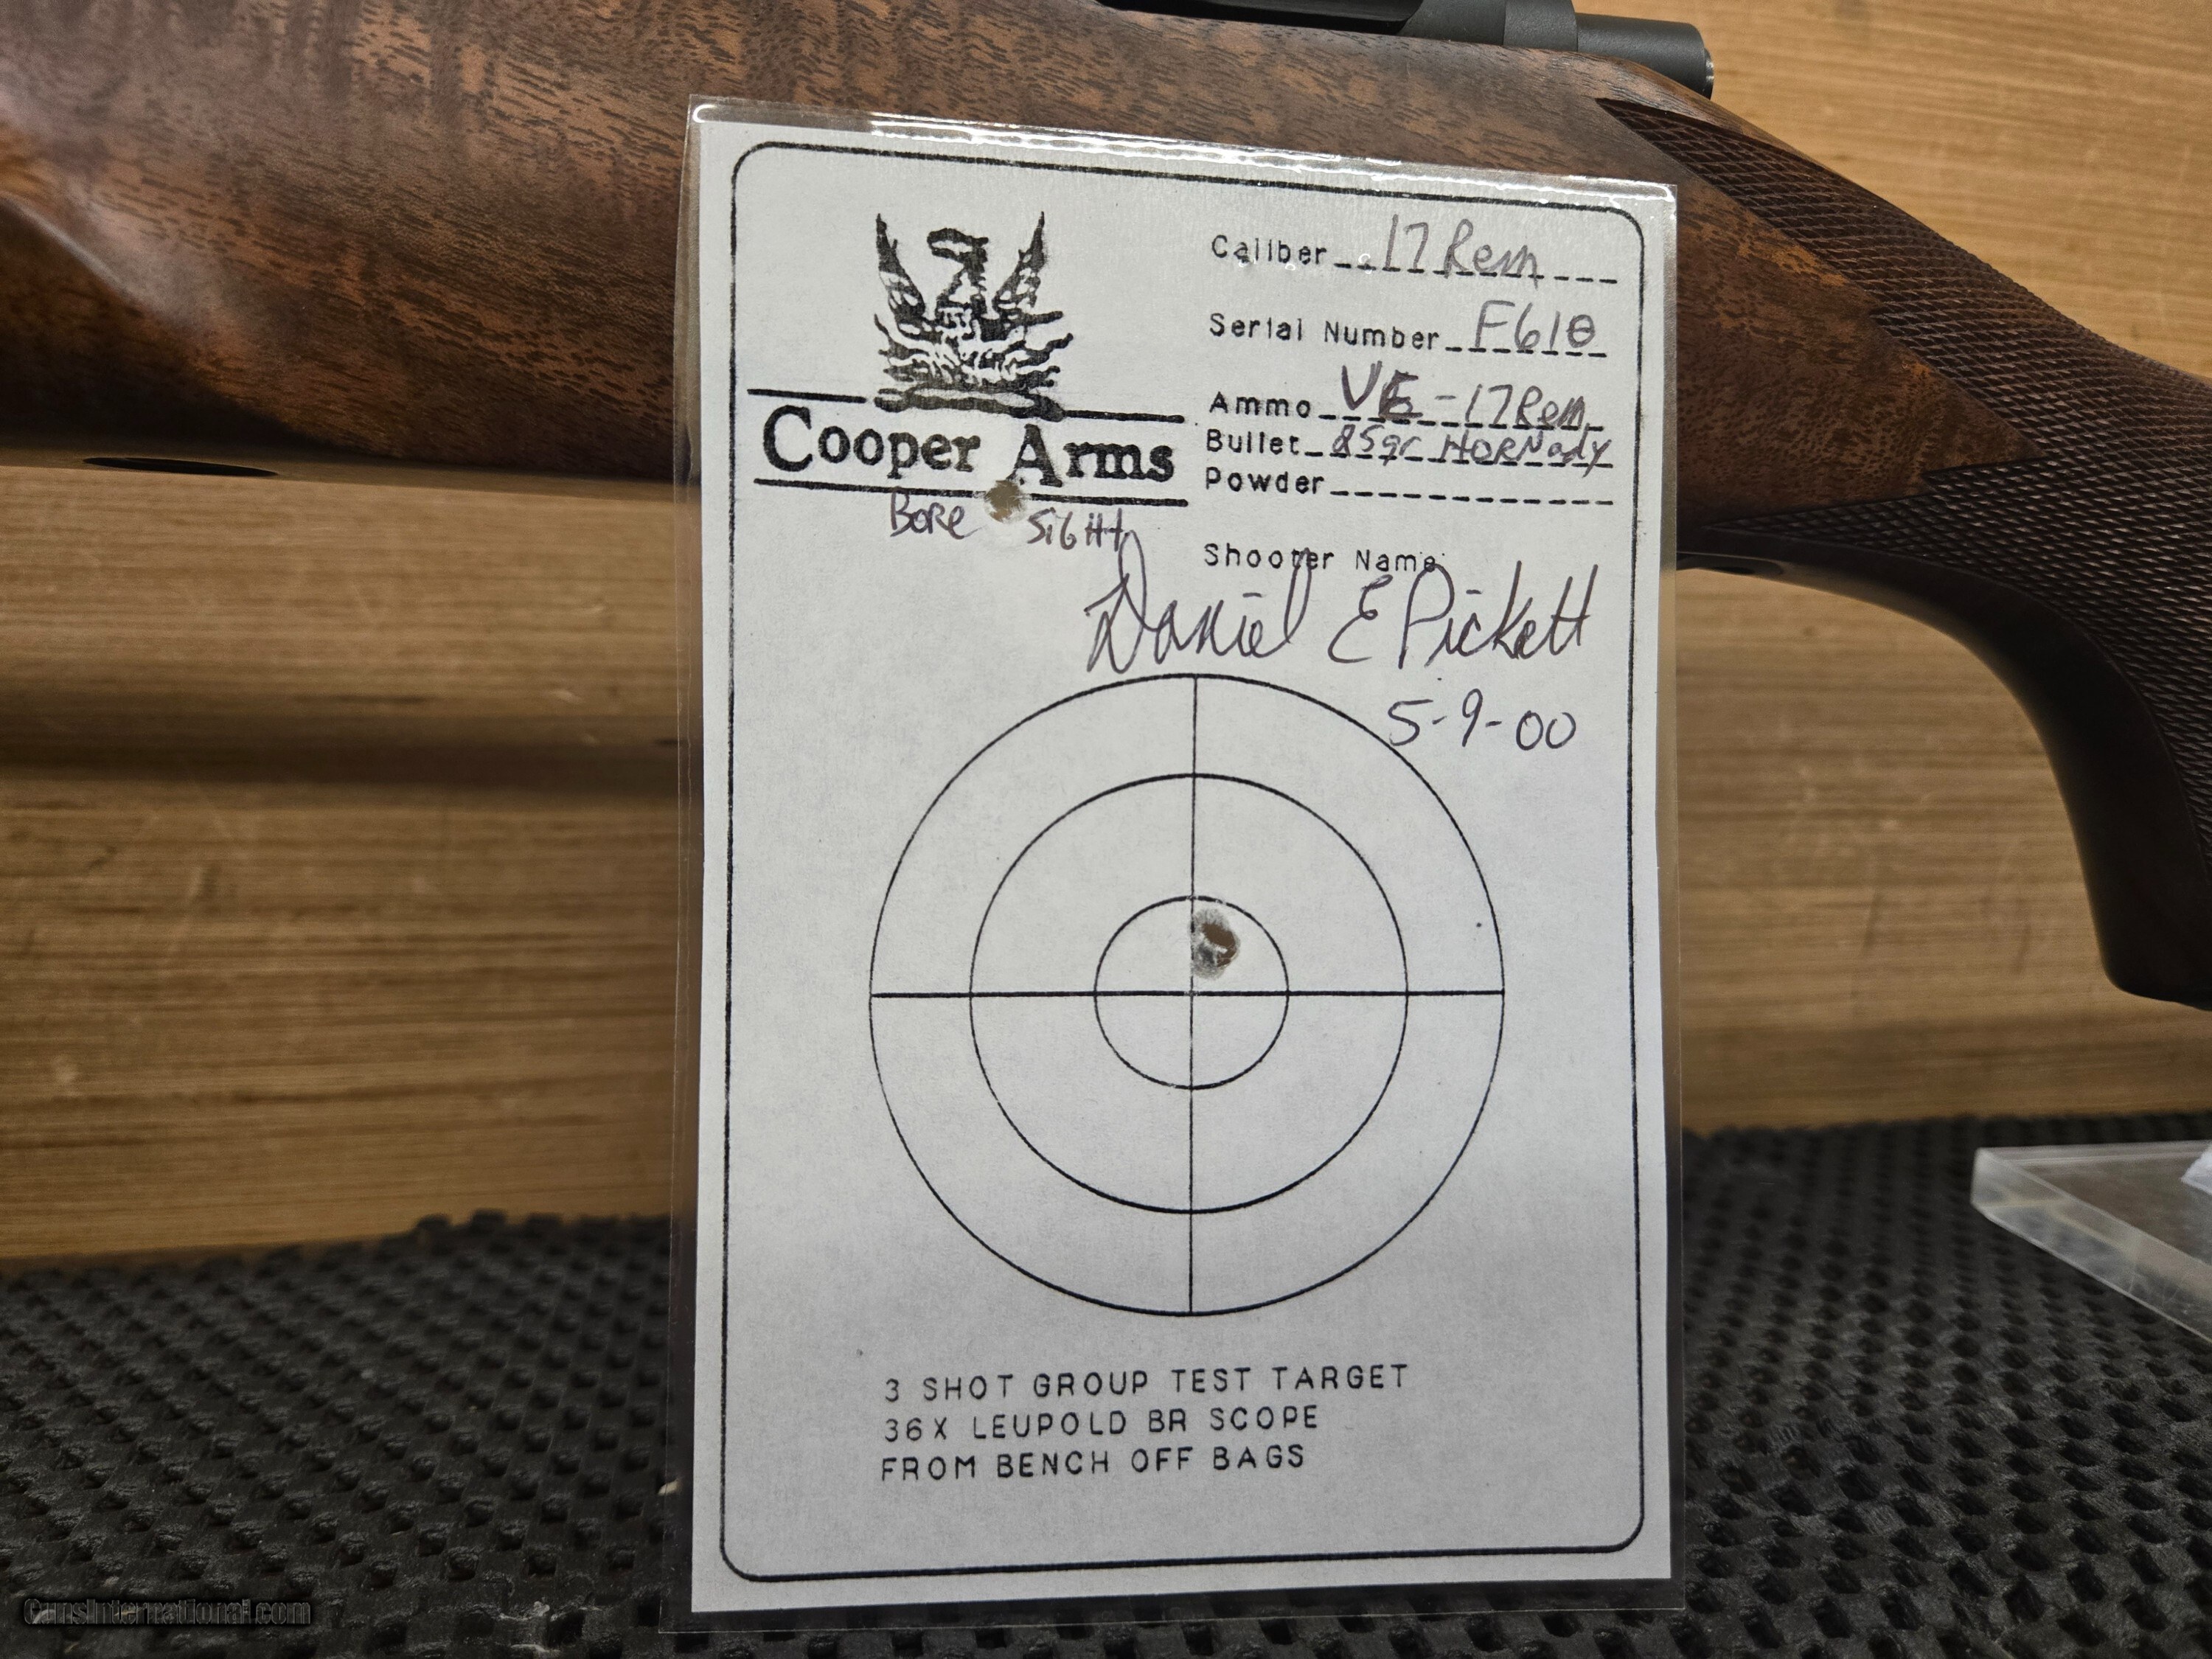 Caliber 17 Rem
Serial Number F610
Ammo VE-17Rem
Bullet 85gr HORNady
Powder
Cooper Arms
BORE SIGHt
Shooter Name
Daniel E Pickett
5-9-00
3 SHOT GROUP TEST TARGET
36X LEUPOLD BR SCOPE
FROM BENCH OFF BAGS
GunsInternational.com